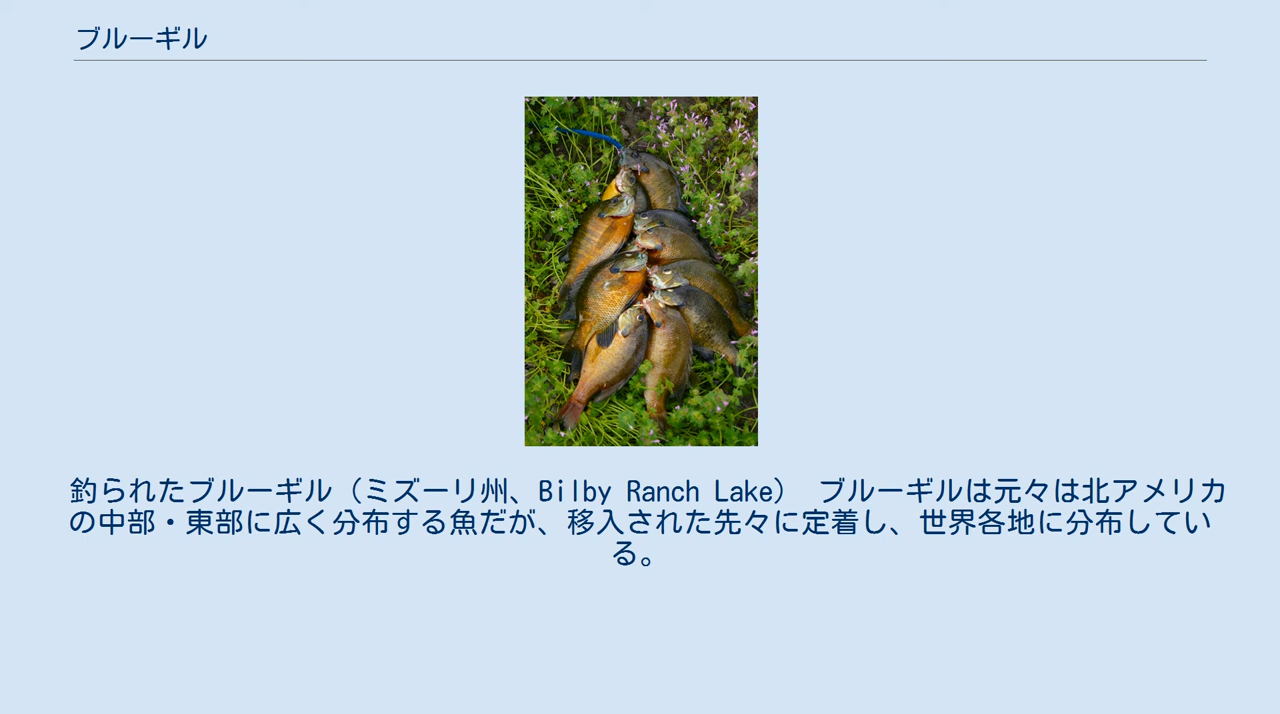 ブルーギル
釣られたブルーギル（ミズーリ州、Bilby Ranch Lake） ブルーギルは元々は北アメリカ
の中部・東部に広く分布する魚だが、移入された先々に定着し、世界各地に分布してい
る。